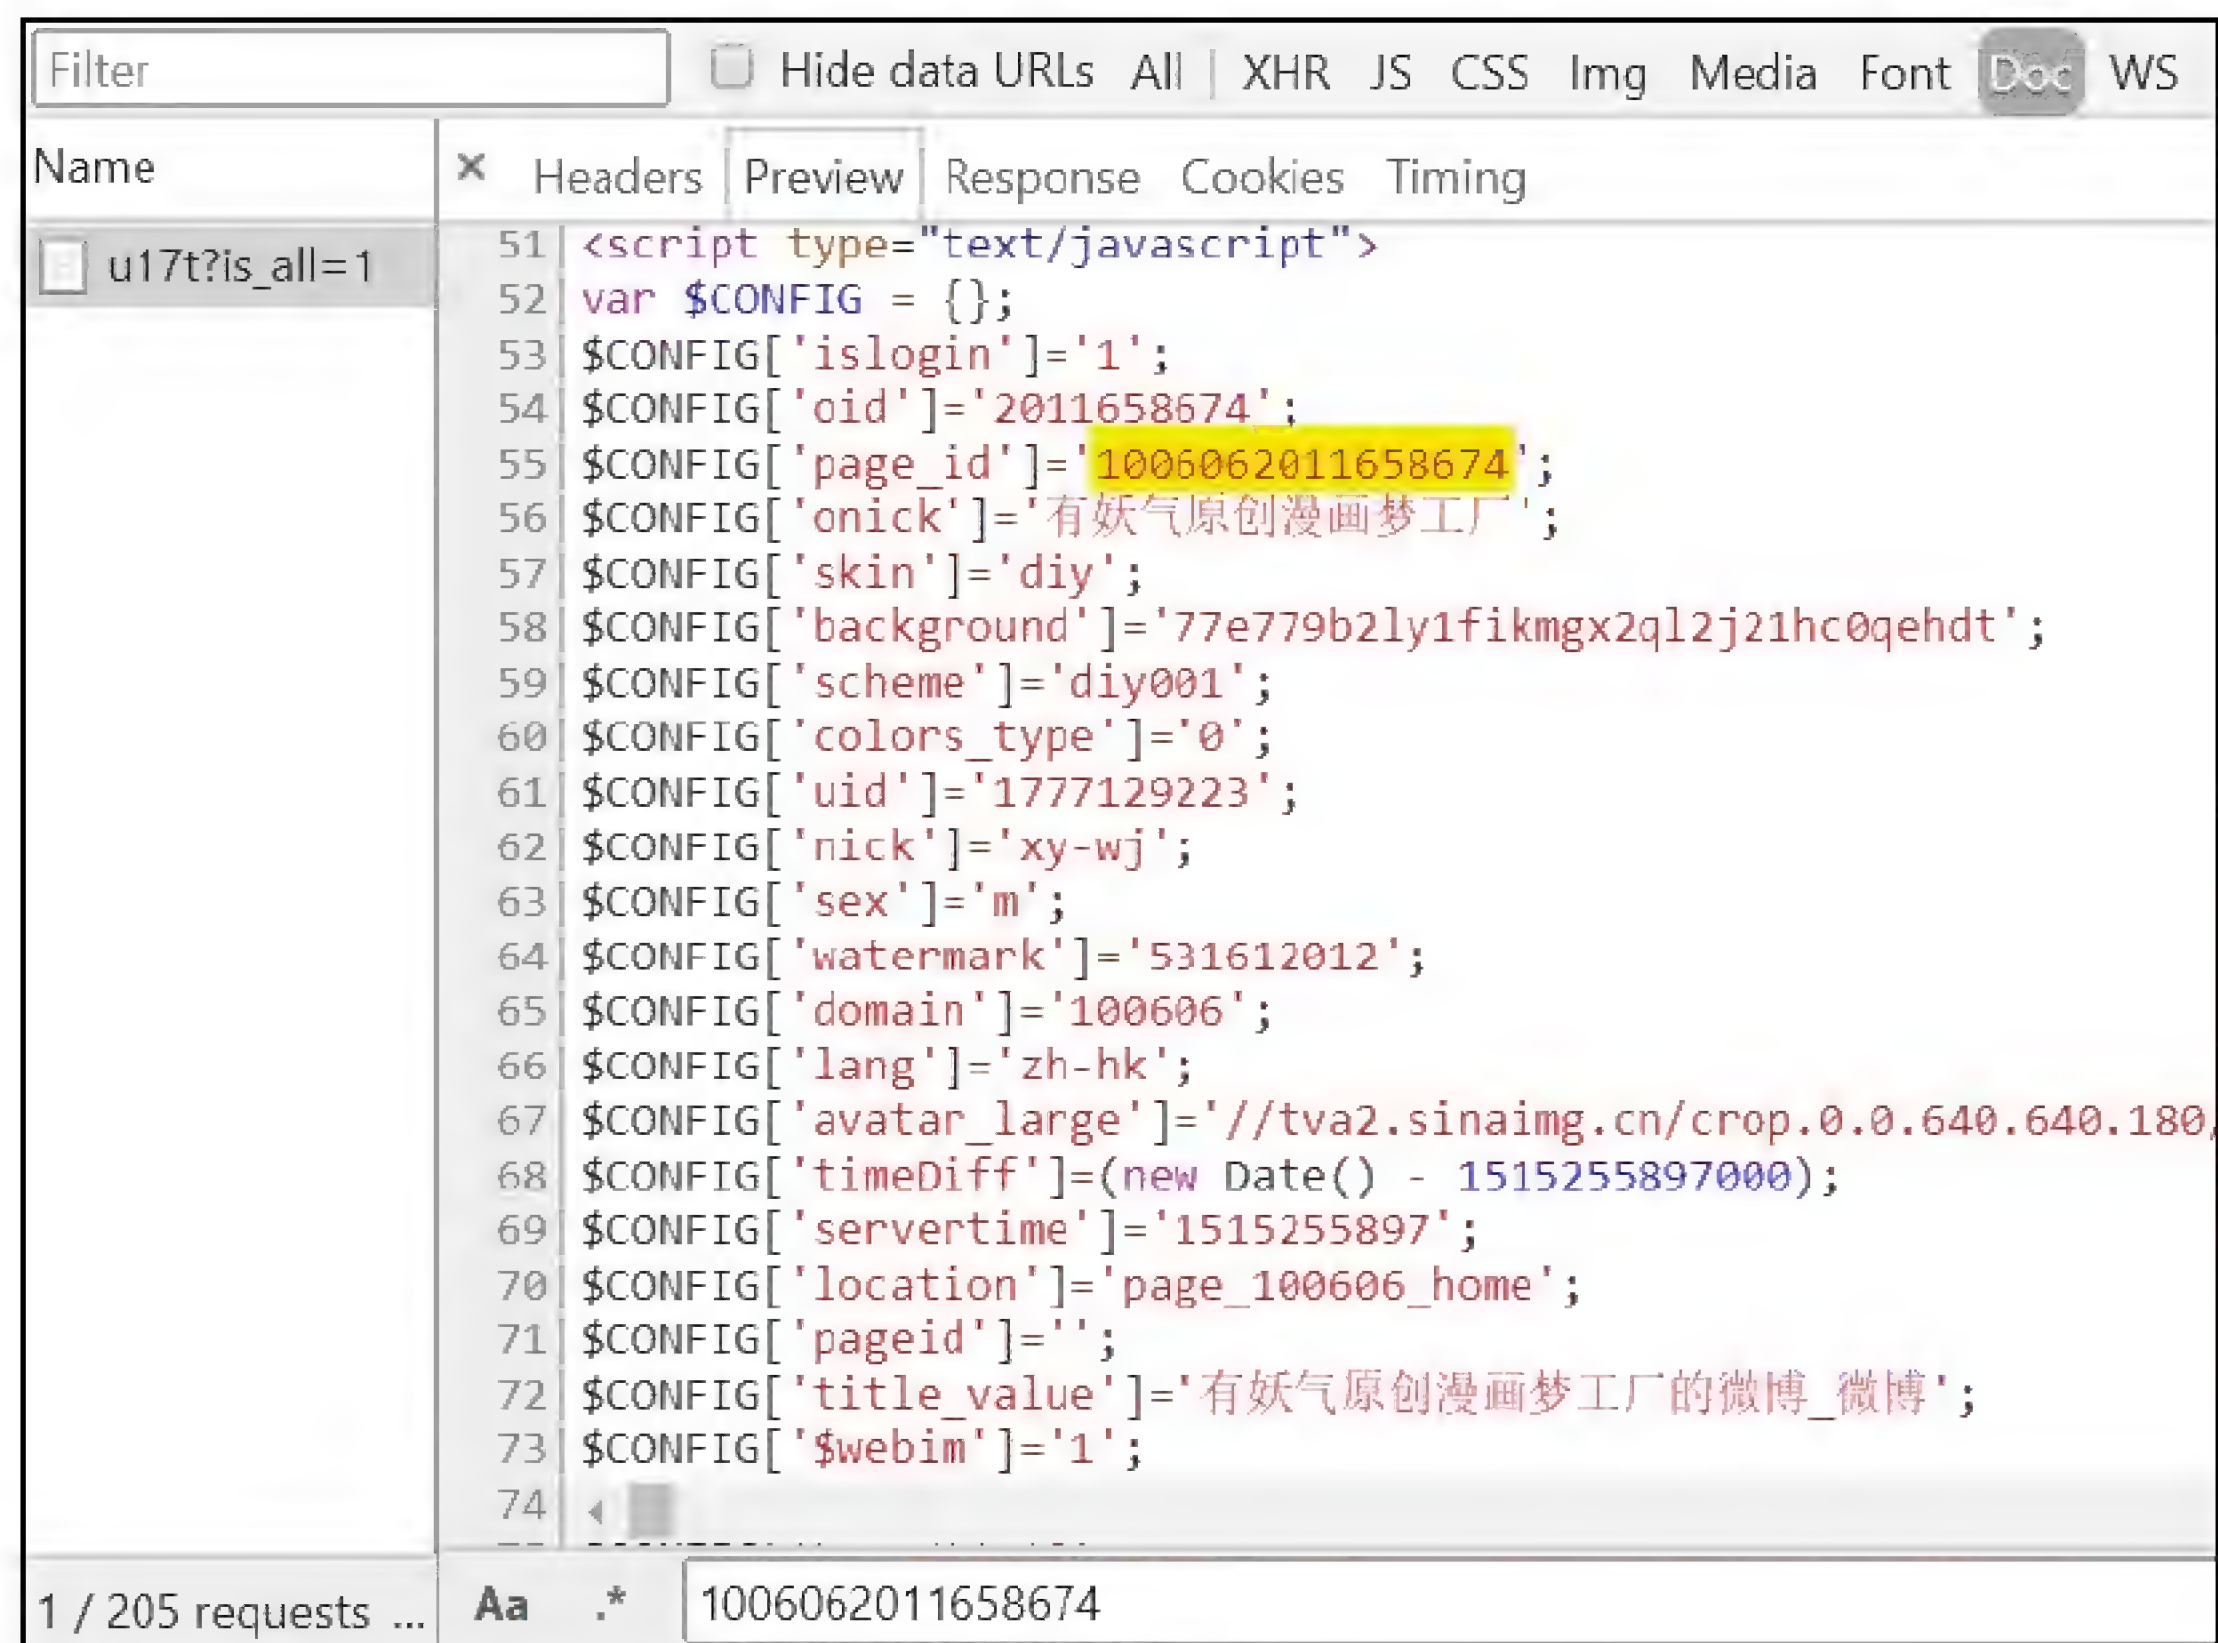 Filter Hide data URLs All XHR JS CSS Img Media Font Doc WS
Name × Headers Preview Response Cookies Timing
u17t?is_all=1
51 <script type="text/javascript">
52 var $CONFIG = {};
53 $CONFIG['islogin']='1';
54 $CONFIG['oid']='2011658674';
55 $CONFIG['page_id']='1006062011658674';
56 $CONFIG['onick']='有妖气原创漫画梦工厂';
57 $CONFIG['skin']='diy';
58 $CONFIG['background']='77e779b2ly1fikmgx2ql2j21hc0qehdt';
59 $CONFIG['scheme']='diy001';
60 $CONFIG['colors_type']='0';
61 $CONFIG['uid']='1777129223';
62 $CONFIG['nick']='xy-wj';
63 $CONFIG['sex']='m';
64 $CONFIG['watermark']='531612012';
65 $CONFIG['domain']='100606';
66 $CONFIG['lang']='zh-hk';
67 $CONFIG['avatar_large']='//tva2.sinaimg.cn/crop.0.0.640.640.180,
68 $CONFIG['timeDiff']=(new Date() - 1515255897000);
69 $CONFIG['servertime']='1515255897';
70 $CONFIG['location']='page_100606_home';
71 $CONFIG['pageid']='';
72 $CONFIG['title_value']='有妖气原创漫画梦工厂的微博_微博';
73 $CONFIG['$webim']='1';
74
1 / 205 requests ... Aa .* 1006062011658674